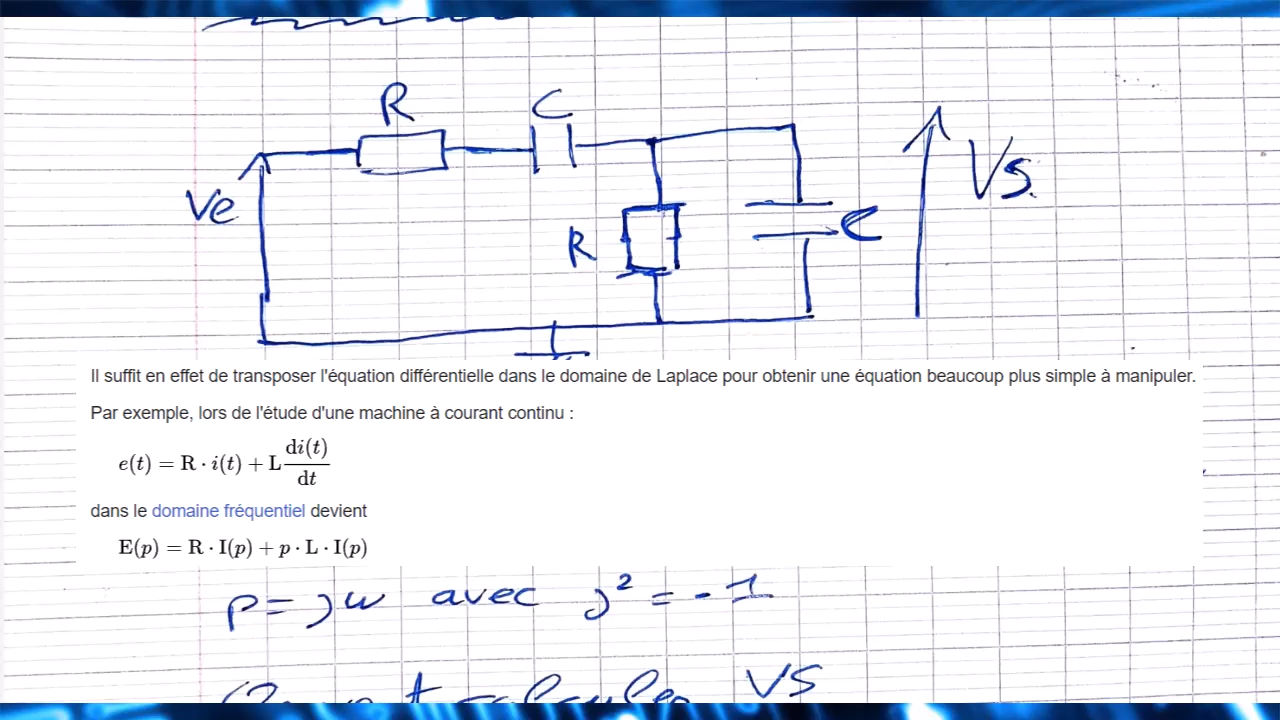 R
C
Ve
Vs.
R
C
Il suffit en effet de transposer l'équation différentielle dans le domaine de Laplace pour obtenir une équation beaucoup plus simple à manipuler.
Par exemple, lors de l'étude d'une machine à courant continu :
e(t) = R · i(t) + L di(t)/dt
dans le domaine fréquentiel devient
E(p) = R · I(p) + p · L · I(p)
p = jw avec j² = -1
calculer VS